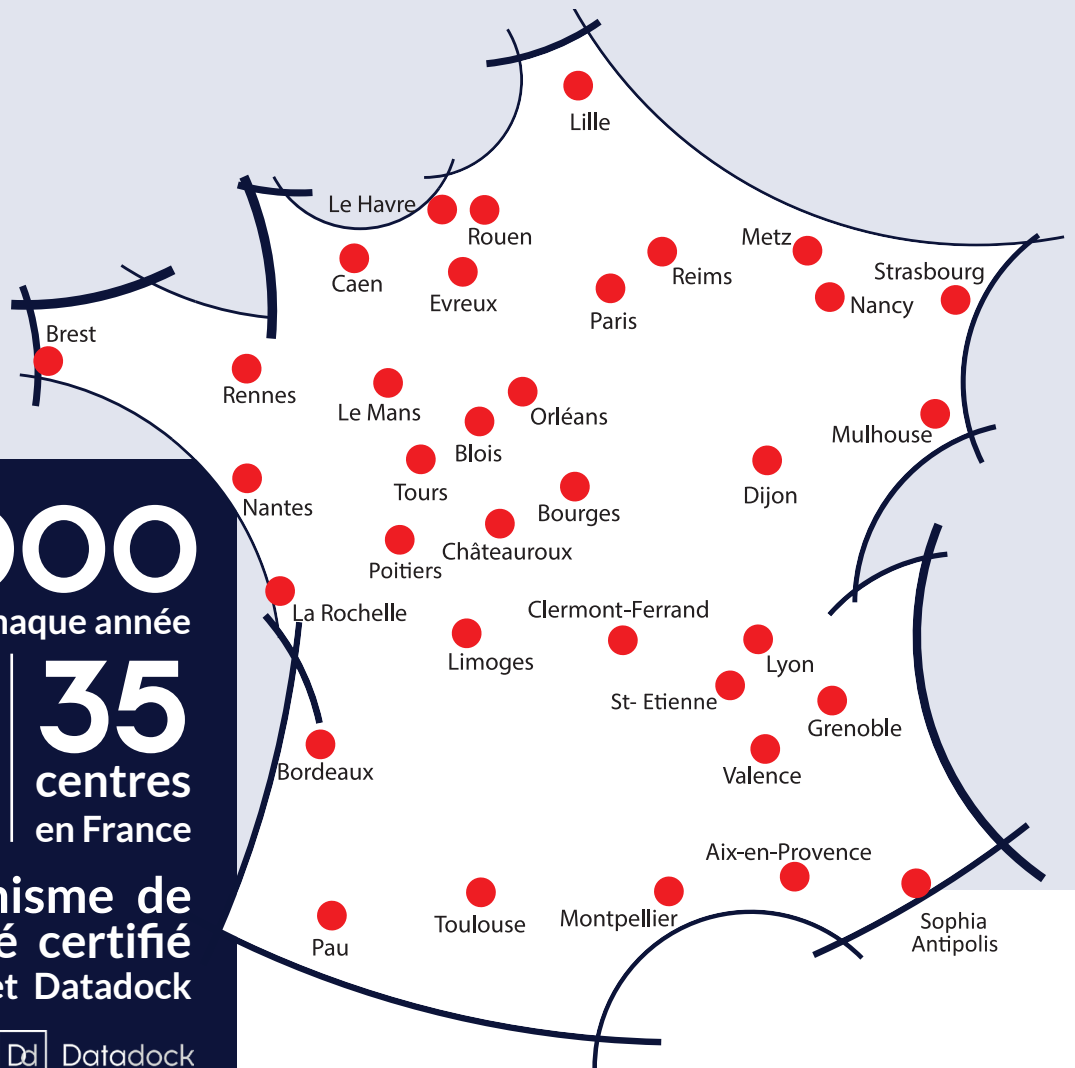 Lille
Le Havre
Rouen
Metz
Caen
Evreux
Reims
Strasbourg
Paris
Nancy
Brest
Rennes
Le Mans
Orléans
Blois
Mulhouse
Tours
Dijon
Nantes
Bourges
Châteauroux
Poitiers
La Rochelle
Clermont-Ferrand
Limoges
Lyon
St- Etienne
Grenoble
Bordeaux
Valence
Aix-en-Provence
Toulouse
Montpellier
Pau
Sophia
Antipolis
000
haque année
35
centres
en France
nisme de
é certifié
et Datadock
Dd Datadock